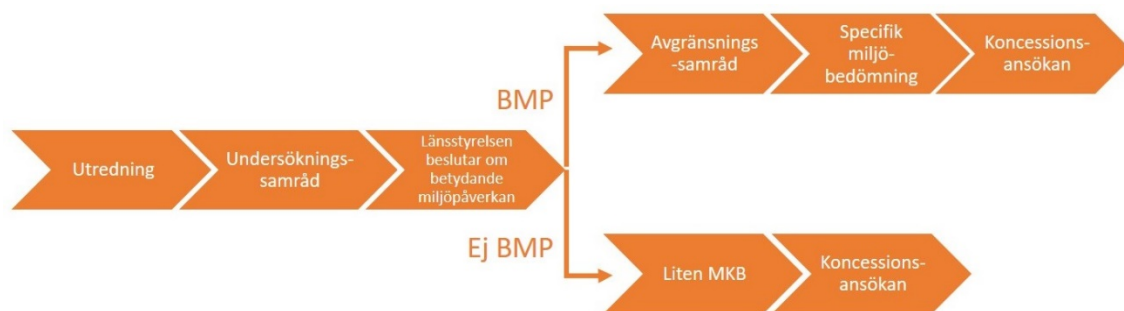 Utredning
Undersöknings-
samråd
Länsstyrelsen
beslutar om
betydande
miljöpåverkan
BMP
Avgränsnings
-samråd
Specifik
miljö-
bedömning
Koncessions-
ansökan
Ej BMP
Liten MKB
Koncessions-
ansökan